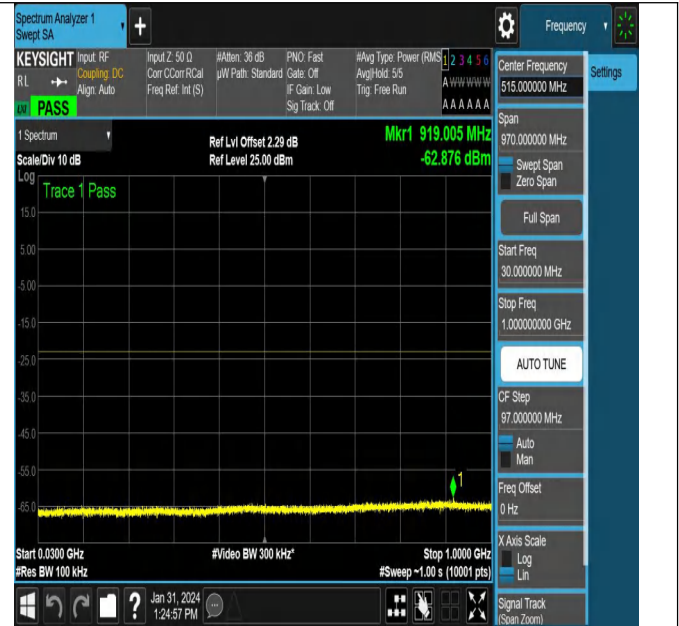 Spectrum Analyzer 1
Swept SA
+
Frequency
KEYSIGHT
RL
LXI PASS
Input: RF
Coupling: DC
Align: Auto
Input Z: 50 Ω
Corr CCorr RCal
Freq Ref: Int (S)
#Atten: 36 dB
µW Path: Standard
PNO: Fast
Gate: Off
IF Gain: Low
Sig Track: Off
#Avg Type: Power (RMS
Avg|Hold: 5/5
Trig: Free Run
1 2 3 4 5 6
A W W W W W
A A A A A A
1 Spectrum
Scale/Div 10 dB
Log
Ref Lvl Offset 2.29 dB
Ref Level 25.00 dBm
Mkr1 919.005 MHz
-62.876 dBm
Trace 1 Pass
15.0
5.00
-5.00
-15.0
-25.0
-35.0
-45.0
-55.0
-65.0
1
Start 0.0300 GHz
#Res BW 100 kHz
#Video BW 300 kHz*
Stop 1.0000 GHz
#Sweep ~1.00 s (10001 pts)
Center Frequency
515.000000 MHz
Settings
Span
970.000000 MHz
Swept Span
Zero Span
Full Span
Start Freq
30.000000 MHz
Stop Freq
1.000000000 GHz
AUTO TUNE
CF Step
97.000000 MHz
Auto
Man
Freq Offset
0 Hz
X Axis Scale
Log
Lin
Signal Track
(Span Zoom)
?
Jan 31, 2024
1:24:57 PM